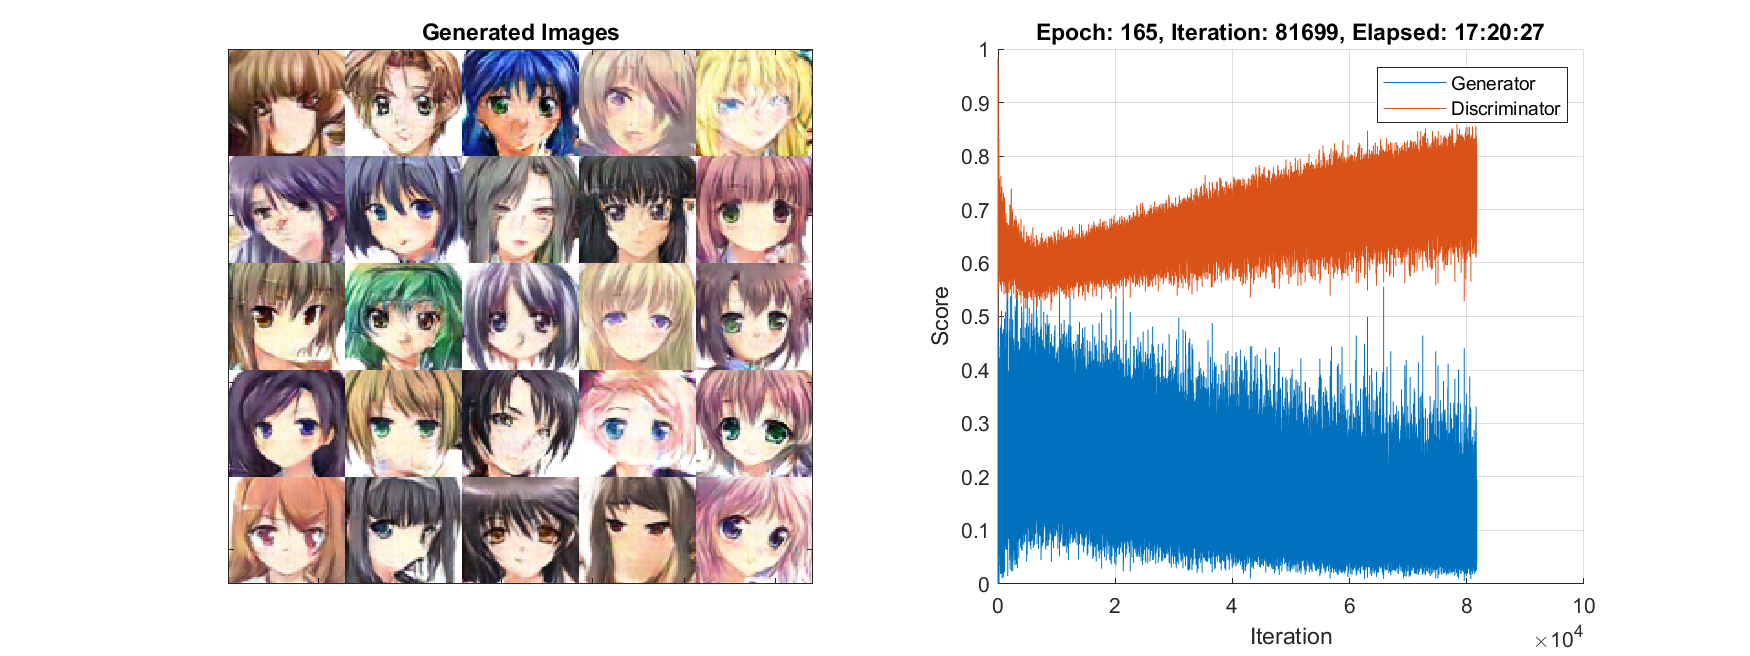 Generated Images
Epoch: 165, Iteration: 81699, Elapsed: 17:20:27
Generator
Discriminator
1
0.9
0.8
0.7
0.6
0.5
0.4
0.3
0.2
0.1
0
Score
0 2 4 6 8 10
Iteration
×10⁴